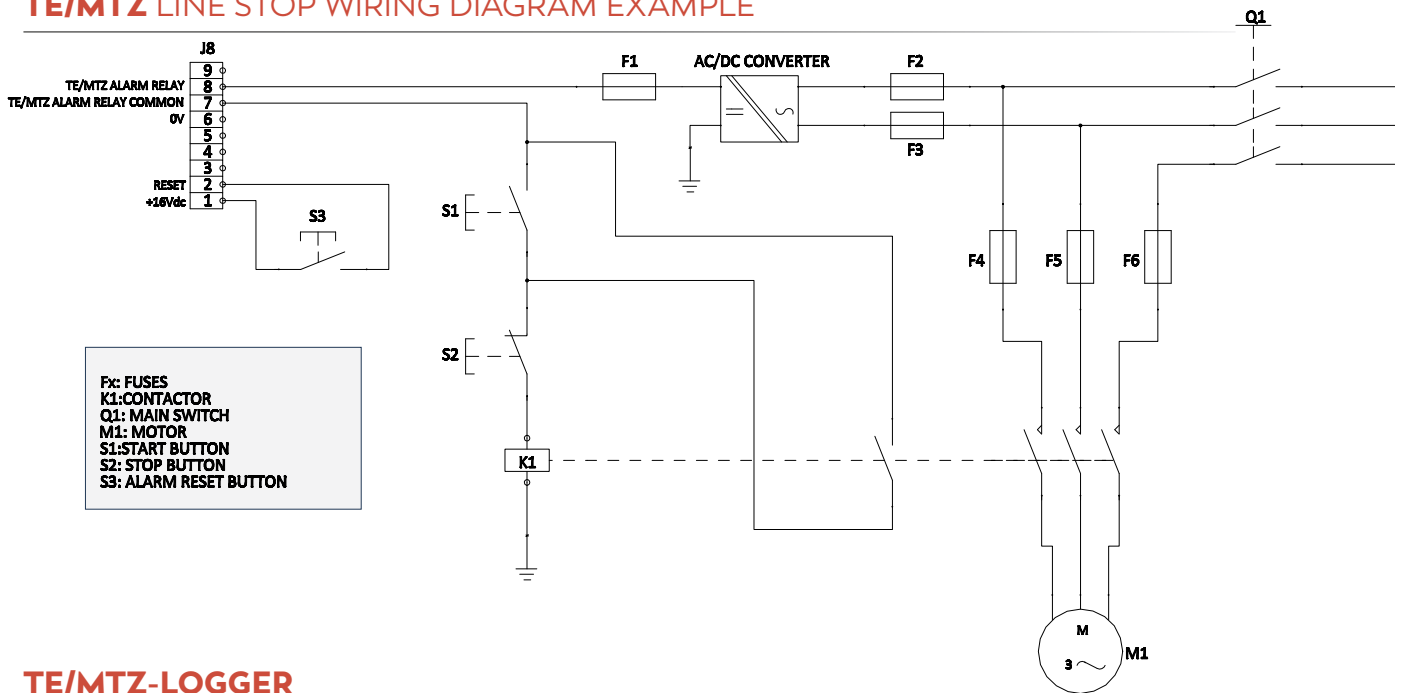 TE/MTZ LINE STOP WIRING DIAGRAM EXAMPLE
Q1
J8
9
TE/MTZ ALARM RELAY 8
TE/MTZ ALARM RELAY COMMON 7
0V 6
5
4
3
RESET 2
+16Vdc 1
F1
AC/DC CONVERTER
F2
F3
S1
S3
F4
F5
F6
S2
Fx: FUSES
K1:CONTACTOR
Q1: MAIN SWITCH
M1: MOTOR
S1:START BUTTON
S2: STOP BUTTON
S3: ALARM RESET BUTTON
K1
M
3
M1
TE/MTZ-LOGGER